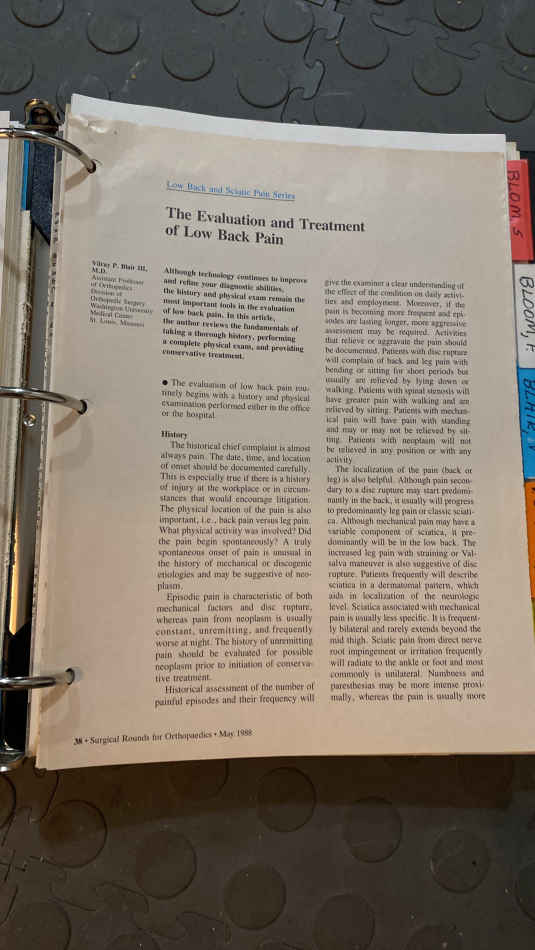 Low Back and Sciatic Pain Series
The Evaluation and Treatment
of Low Back Pain
Vilray P. Blair III,
M.D.
Assistant Professor
of Orthopedics
Division of
Orthopedic Surgery
Washington University
Medical Center
St. Louis, Missouri
Although technology continues to improve
and refine your diagnostic abilities,
the history and physical exam remain the
most important tools in the evaluation
of low back pain. In this article,
the author reviews the fundamentals of
taking a thorough history, performing
a complete physical exam, and providing
conservative treatment.
● The evaluation of low back pain rou-
tinely begins with a history and physical
examination performed either in the office
or the hospital.
History
The historical chief complaint is almost
always pain. The date, time, and location
of onset should be documented carefully.
This is especially true if there is a history
of injury at the workplace or in circum-
stances that would encourage litigation.
The physical location of the pain is also
important, i.e., back pain versus leg pain.
What physical activity was involved? Did
the pain begin spontaneously? A truly
spontaneous onset of pain is unusual in
the history of mechanical or discogenic
etiologies and may be suggestive of neo-
plasm.
Episodic pain is characteristic of both
mechanical factors and disc rupture,
whereas pain from neoplasm is usually
constant, unremitting, and frequently
worse at night. The history of unremitting
pain should be evaluated for possible
neoplasm prior to initiation of conserva-
tive treatment.
Historical assessment of the number of
painful episodes and their frequency will
give the examiner a clear understanding of
the effect of the condition on daily activi-
ties and employment. Moreover, if the
pain is becoming more frequent and epi-
sodes are lasting longer, more aggressive
assessment may be required. Activities
that relieve or aggravate the pain should
be documented. Patients with disc rupture
will complain of back and leg pain with
bending or sitting for short periods but
usually are relieved by lying down or
walking. Patients with spinal stenosis will
have greater pain with walking and am
relieved by sitting. Patients with mechan-
ical pain will have pain with standing
and may or may not be relieved by sit-
ting. Patients with neoplasm will not
be relieved in any position or with any
activity.
The localization of the pain (back or
leg) is also helpful. Although pain secon-
dary to a disc rupture may start predomi-
nantly in the back, it usually will progress
to predominantly leg pain or classic sciati-
ca. Although mechanical pain may have a
variable component of sciatica, it pre-
dominantly will be in the low back. The
increased leg pain with straining or Val-
salva maneuver is also suggestive of disc
rupture. Patients frequently will describe
sciatica in a dermatomal pattern, which
aids in localization of the neurologic
level. Sciatica associated with mechanical
pain is usually less specific. It is frequent-
ly bilateral and rarely extends beyond the
mid thigh. Sciatic pain from direct nerve
root impingement or irritation frequently
will radiate to the ankle or foot and most
commonly is unilateral. Numbness and
paresthesias may be more intense proxi-
mally, whereas the pain is usually more
38 • Surgical Rounds for Orthopaedics • May 1988
BLOM, S
BLOOM, H
BLAIR